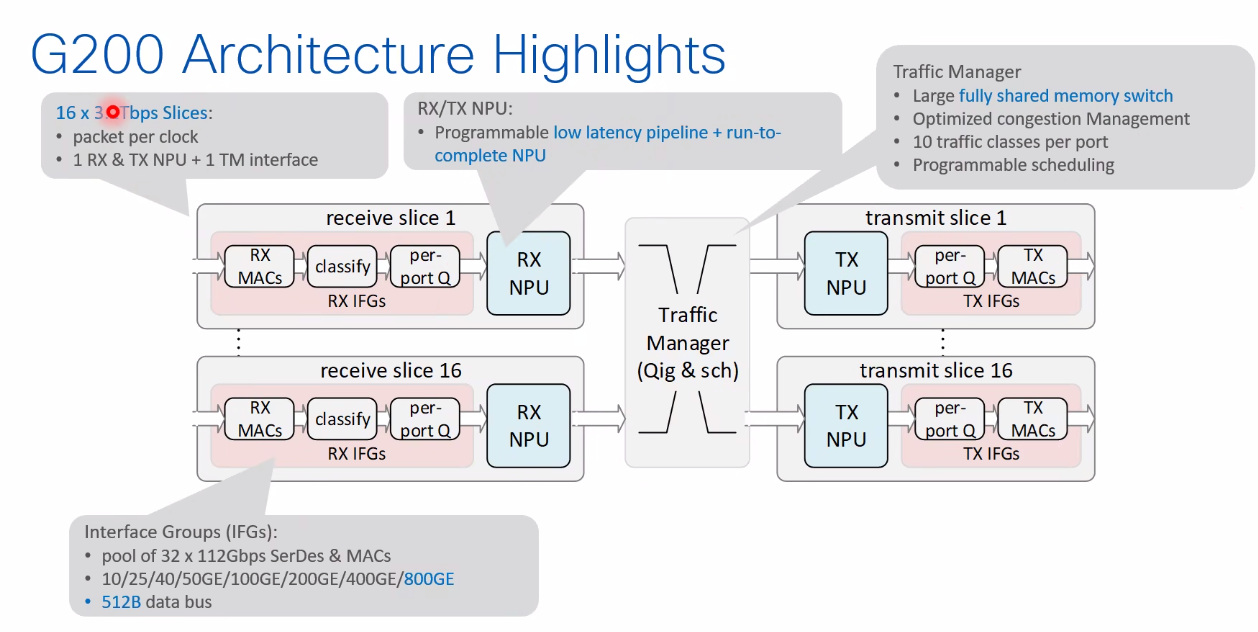 G200 Architecture Highlights
16 x 3 Tbps Slices:
• packet per clock
• 1 RX & TX NPU + 1 TM interface
RX/TX NPU:
• Programmable low latency pipeline + run-to-
complete NPU
Traffic Manager
• Large fully shared memory switch
• Optimized congestion Management
• 10 traffic classes per port
• Programmable scheduling
receive slice 1
RX
MACs
classify
per-
port Q
RX IFGs
RX
NPU
Traffic
Manager
(Qig & sch)
transmit slice 1
TX
NPU
per-
port Q
TX
MACs
TX IFGs
receive slice 16
RX
MACs
classify
per-
port Q
RX IFGs
RX
NPU
transmit slice 16
TX
NPU
per-
port Q
TX
MACs
TX IFGs
Interface Groups (IFGs):
• pool of 32 x 112Gbps SerDes & MACs
• 10/25/40/50GE/100GE/200GE/400GE/800GE
• 512B data bus